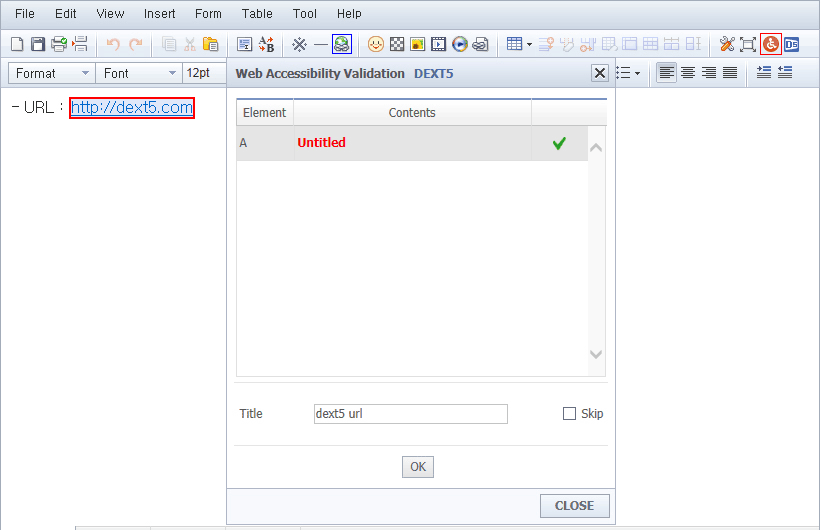 File Edit View Insert Form Table Tool Help
Format Font 12pt
Web Accessibility Validation DEXT5
- URL : http://dext5.com
Element Contents
A Untitled
Title dext5 url Skip
OK
CLOSE